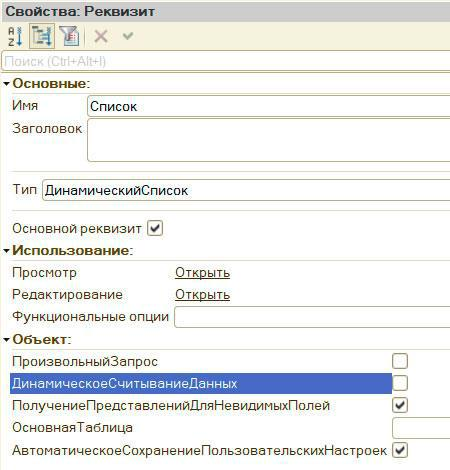 Свойства: Реквизит
Поиск (Ctrl+Alt+I)
Основные:
Имя Список
Заголовок
Тип ДинамическийСписок
Основной реквизит
Использование:
Просмотр Открыть
Редактирование Открыть
Функциональные опции
Объект:
ПроизвольныйЗапрос
ДинамическоеСчитываниеДанных
ПолучениеПредставленийДляНевидимыхПолей
ОсновнаяТаблица
АвтоматическоеСохранениеПользовательскихНастроек